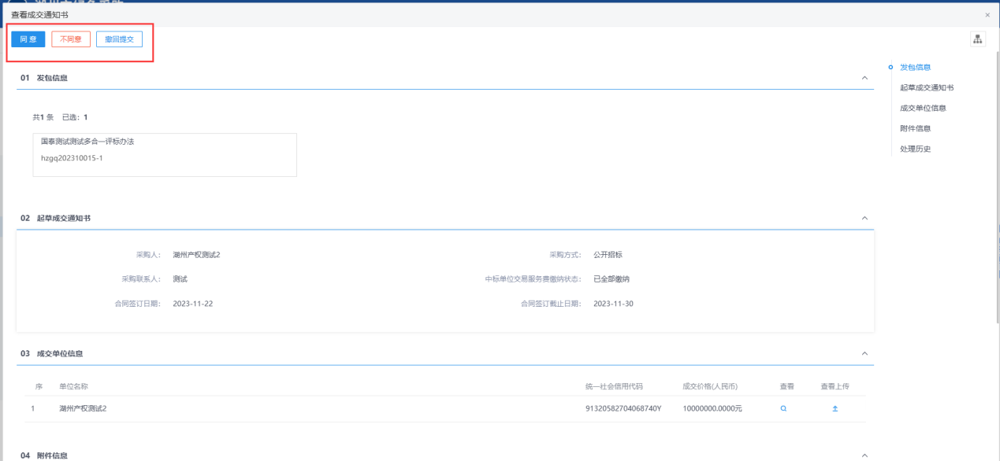 查看成交通知书
×
同意 不同意 撤回提交
01 发包信息
共1 条 已选：1
国泰测试测试多合一评标办法
hzgq202310015-1
02 起草成交通知书
采购人： 湖州产权测试2 采购方式： 公开招标
采购联系人： 测试 中标单位交易服务费缴纳状态： 已全部缴纳
合同签订日期： 2023-11-22 合同签订截止日期： 2023-11-30
03 成交单位信息
序 单位名称 统一社会信用代码 成交价格(人民币) 查看 查看上传
1 湖州产权测试2 91320582704068740Y 10000000.0000元
04 附件信息
发包信息
起草成交通知书
成交单位信息
附件信息
处理历史